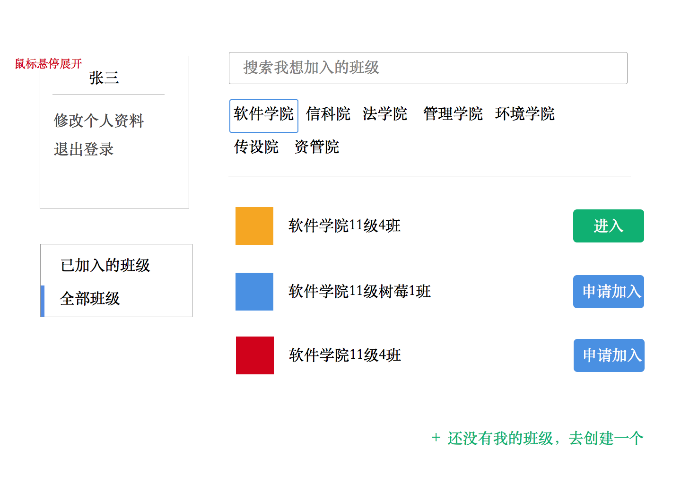 鼠标悬停展开
张三
修改个人资料
退出登录
已加入的班级
全部班级
搜索我想加入的班级
软件学院 信科院 法学院 管理学院 环境学院
传设院 资管院
软件学院11级4班 进入
软件学院11级树莓1班 申请加入
软件学院11级4班 申请加入
+ 还没有我的班级，去创建一个